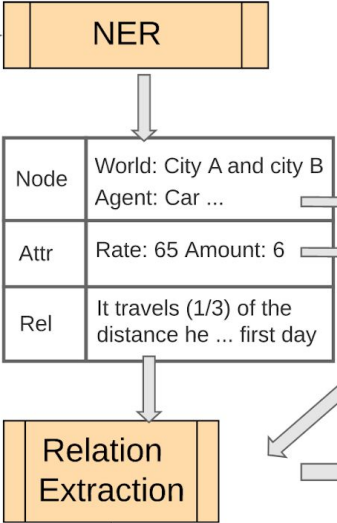 NER
Node
World: City A and city B
Agent: Car ...
Attr
Rate: 65 Amount: 6
Rel
It travels (1/3) of the
distance he ... first day
Relation
Extraction